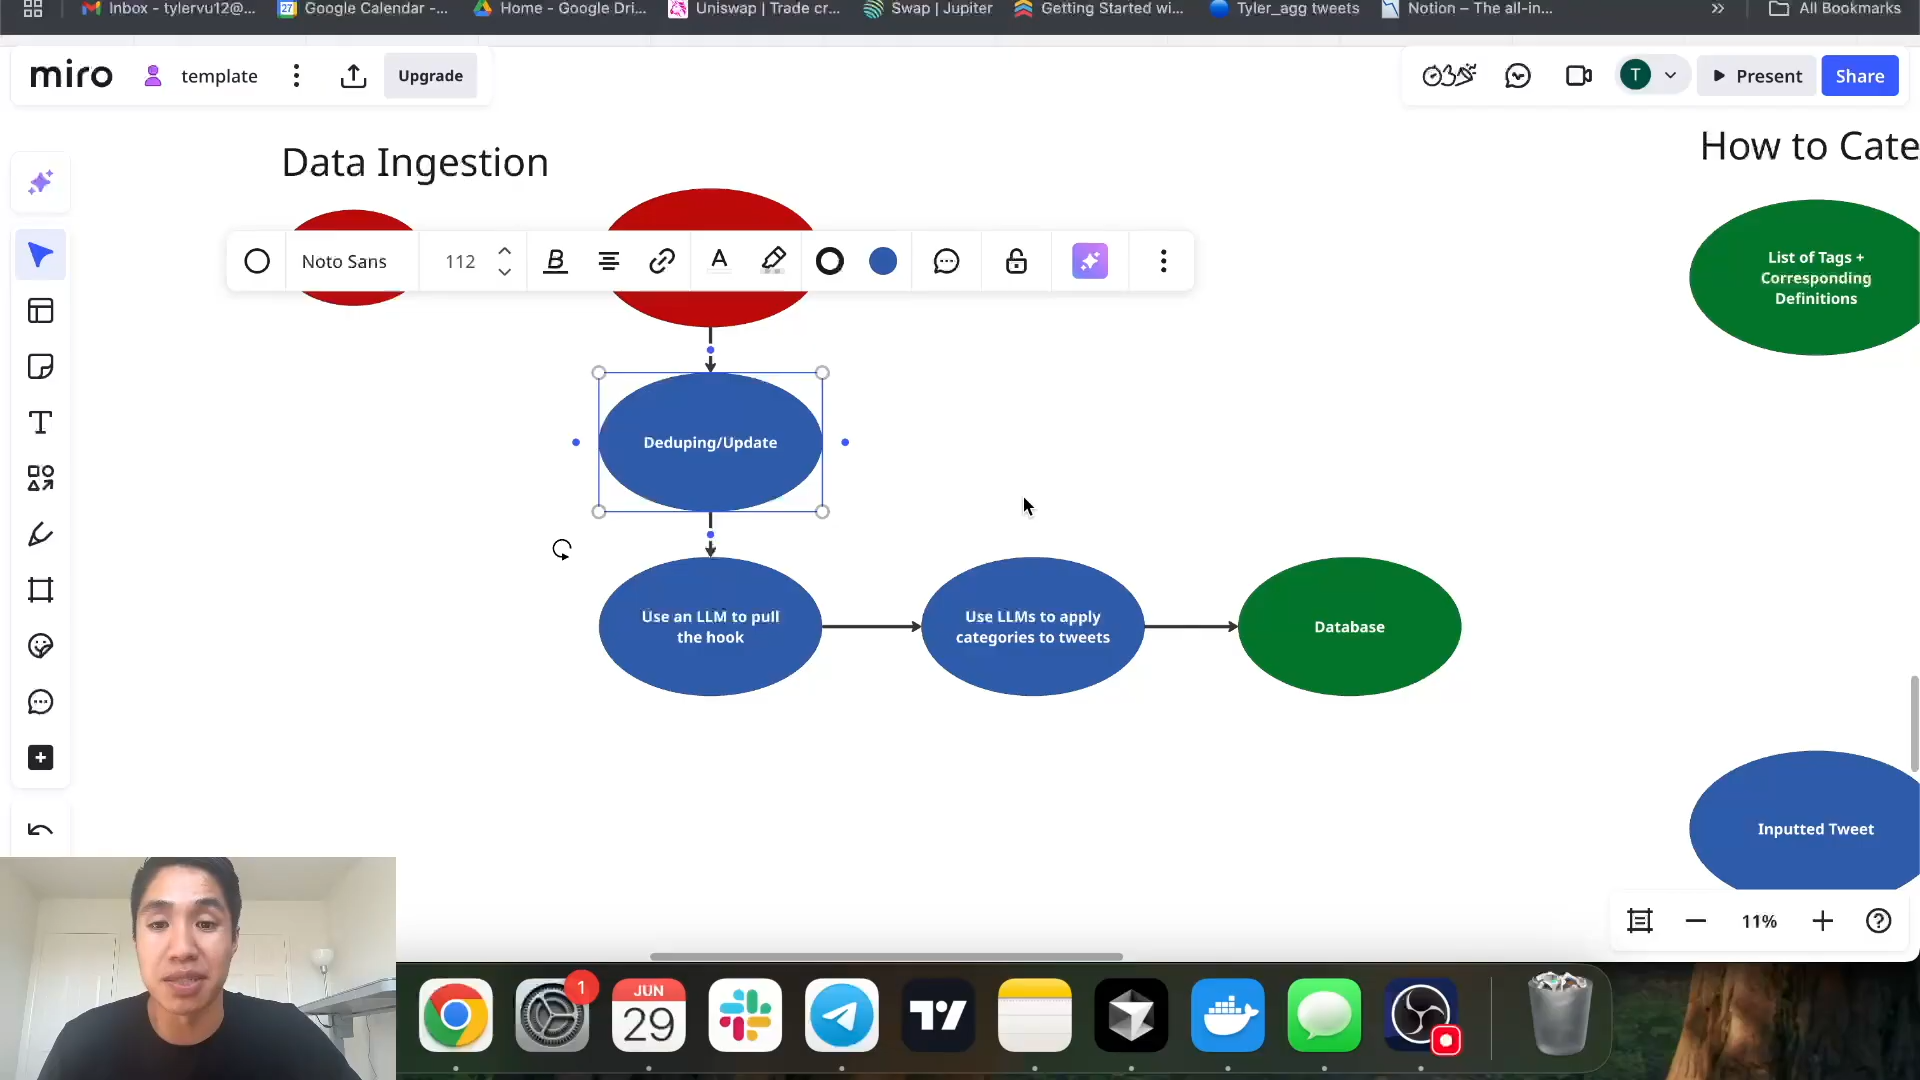 Inbox - tylervu12@...
27
Google Calendar -...
Home - Google Dri...
Uniswap | Trade cr...
Swap | Jupiter
Getting Started wi...
Tyler_agg tweets
Notion – The all-in...
»
All Bookmarks
miro
template
Upgrade
T
Present
Share
Data Ingestion
How to Cate
Noto Sans
112
B
A
List of Tags +
Corresponding
Definitions
Deduping/Update
Use an LLM to pull
the hook
Use LLMs to apply
categories to tweets
Database
Inputted Tweet
11%
1
JUN
29